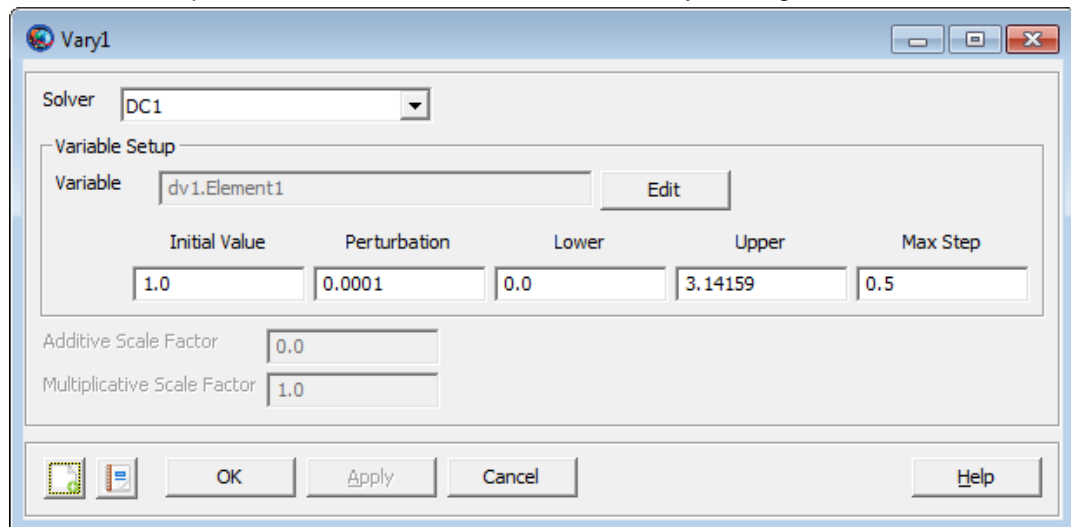 Vary1
Solver DC1
Variable Setup
Variable dv1.Element1 Edit
Initial Value Perturbation Lower Upper Max Step
1.0 0.0001 0.0 3.14159 0.5
Additive Scale Factor 0.0
Multiplicative Scale Factor 1.0
OK Apply Cancel Help